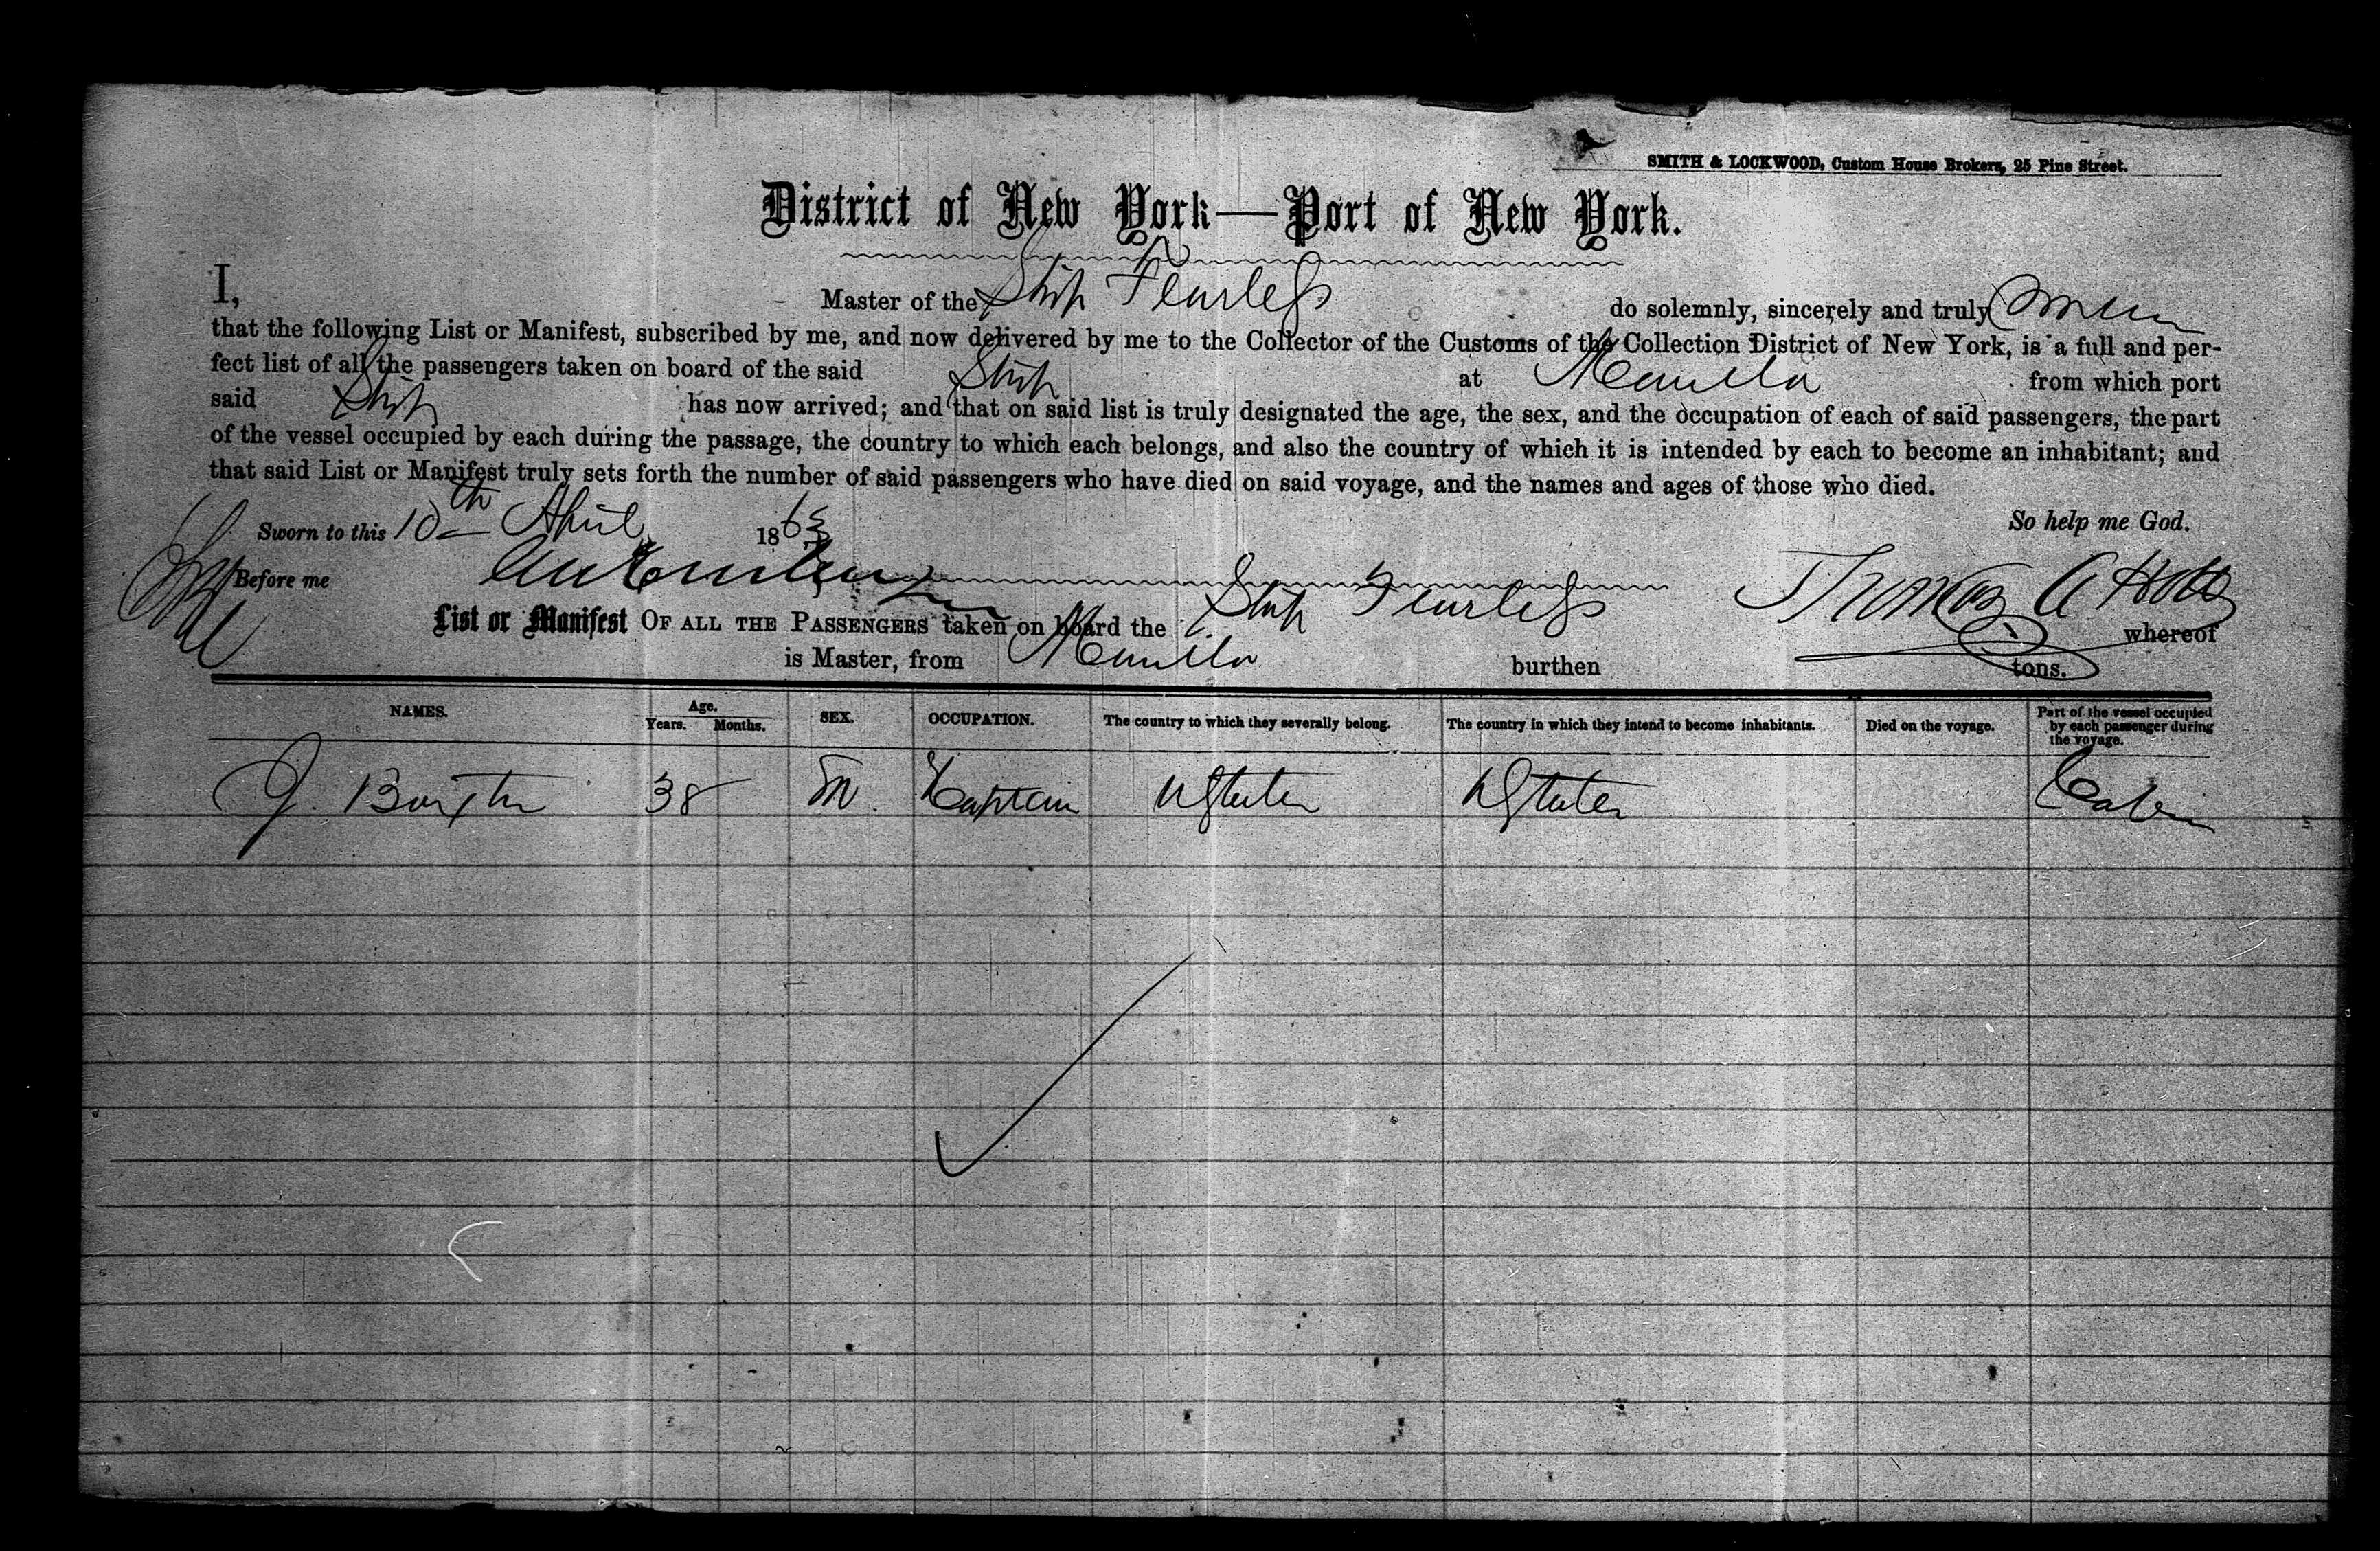 SMITH & LOCKWOOD, Custom House Brokers, 25 Pine Street.
District of New York—Port of New York.
I, Master of the Ship Fearless do solemnly, sincerely and truly swear
that the following List or Manifest, subscribed by me, and now delivered by me to the Collector of the Customs of the Collection District of New York, is a full and per-
fect list of all the passengers taken on board of the said Ship at Manilla from which port
said Ship has now arrived; and that on said list is truly designated the age, the sex, and the occupation of each of said passengers, the part
of the vessel occupied by each during the passage, the country to which each belongs, and also the country of which it is intended by each to become an inhabitant; and
that said List or Manifest truly sets forth the number of said passengers who have died on said voyage, and the names and ages of those who died.
Sworn to this 10th April 1863 So help me God.
Before me Thomas A
List or Manifest OF ALL THE PASSENGERS taken on board the Ship Fearless whereof
is Master, from Manilla burthen tons.
NAMES. Age. Years. Months. SEX. OCCUPATION. The country to which they severally belong. The country in which they intend to become inhabitants. Died on the voyage. Part of the vessel occupied by each passenger during the voyage.
J. Baxter 38 M. Captain UStates UStates Cabin